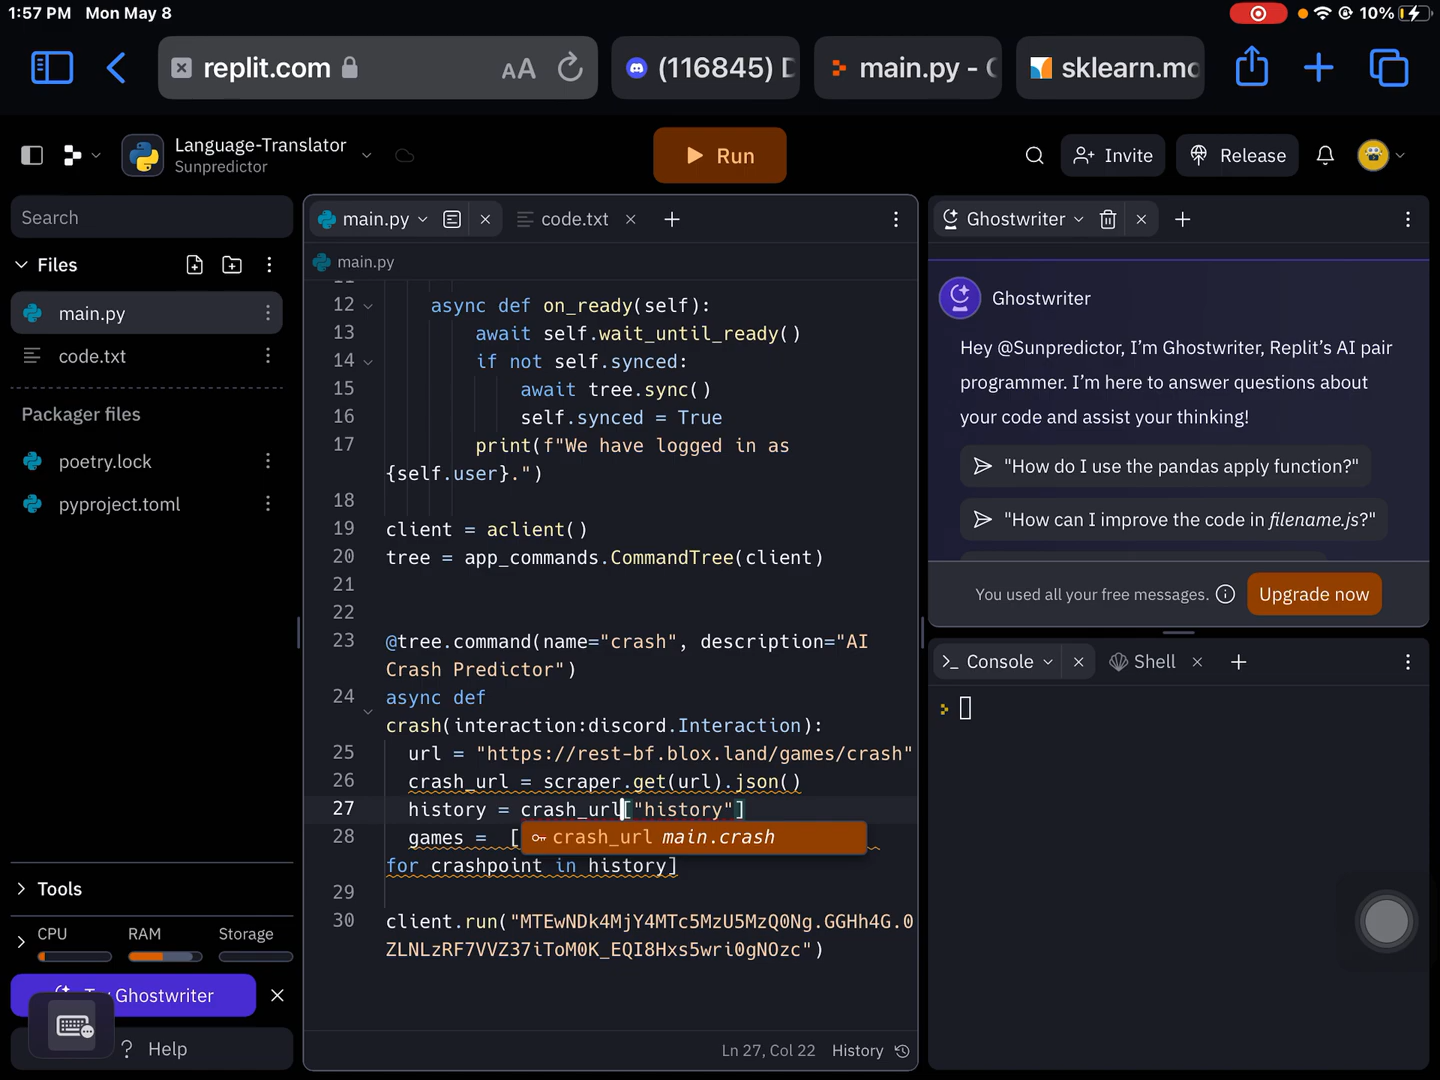 1:57 PM Mon May 8
10%
replit.com
AA
(116845) D
main.py - C
sklearn.mo
Language-Translator
Sunpredictor
Run
Invite
Release
Search
Files
main.py
code.txt
Packager files
poetry.lock
pyproject.toml
Tools
CPU RAM Storage
Ghostwriter
? Help
main.py
code.txt
main.py
12 async def on_ready(self):
13 await self.wait_until_ready()
14 if not self.synced:
15 await tree.sync()
16 self.synced = True
17 print(f"We have logged in as
{self.user}.")
18
19 client = aclient()
20 tree = app_commands.CommandTree(client)
21
22
23 @tree.command(name="crash", description="AI
Crash Predictor")
24 async def
crash(interaction:discord.Interaction):
25 url = "https://rest-bf.blox.land/games/crash"
26 crash_url = scraper.get(url).json()
27 history = crash_url["history"]
28 games = [
crash_url main.crash
for crashpoint in history]
29
30 client.run("MTEwNDk4MjY4MTc5MzU5MzQ0Ng.GGHh4G.0
ZLNLzRF7VVZ37iToM0K_EQI8Hxs5wri0gNOzc")
Ln 27, Col 22 History
Ghostwriter
Ghostwriter
Hey @Sunpredictor, I'm Ghostwriter, Replit's AI pair
programmer. I'm here to answer questions about
your code and assist your thinking!
"How do I use the pandas apply function?"
"How can I improve the code in filename.js?"
You used all your free messages.
Upgrade now
Console
Shell